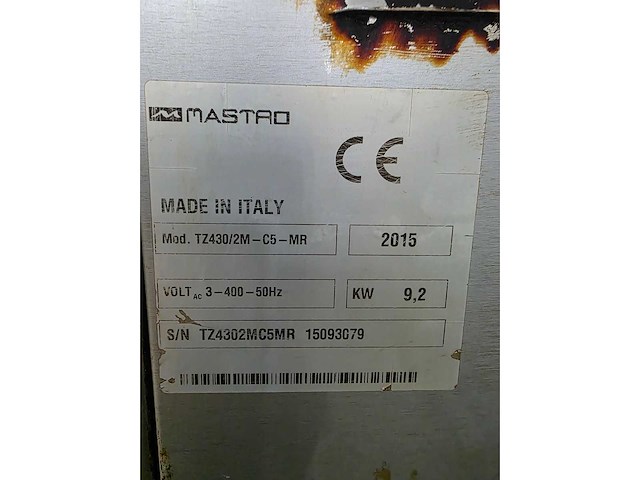 MASTRO
CE
MADE IN ITALY
Mod. TZ430/2M-C5-MR 2015
VOLT AC 3-400-50Hz KW 9,2
S/N TZ4302MC5MR 15093079